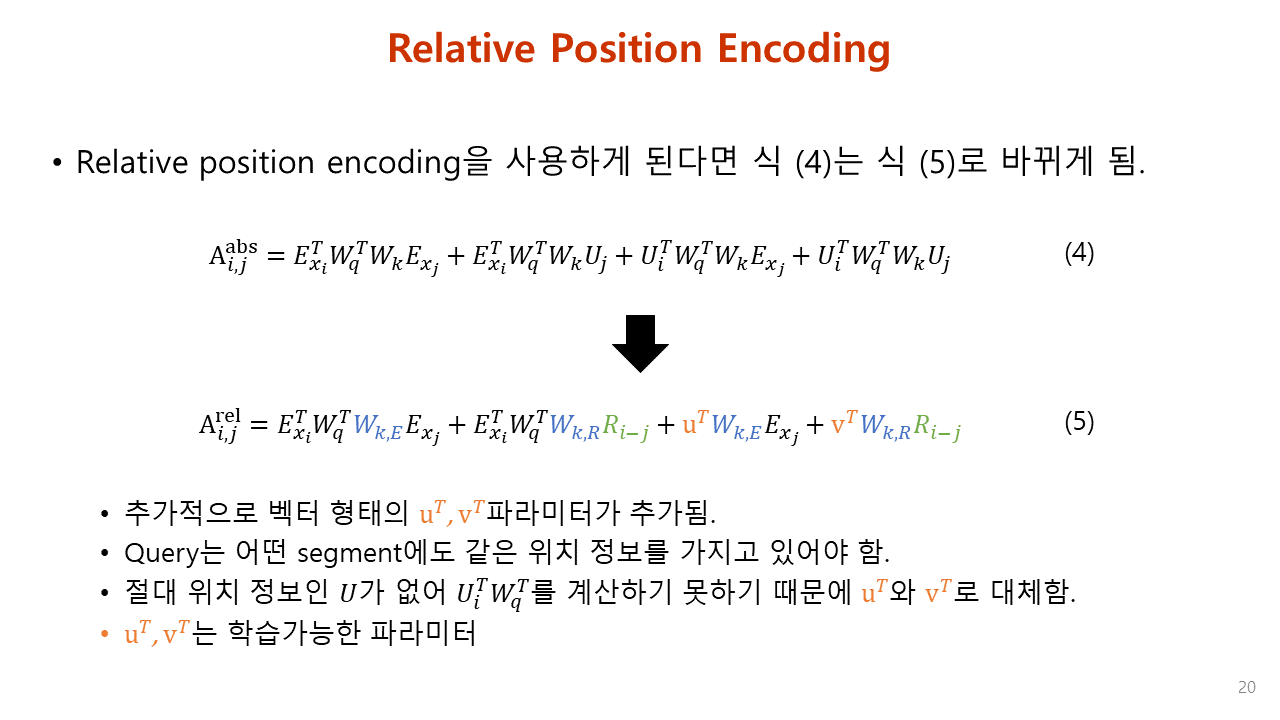 Relative Position Encoding
• Relative position encoding을 사용하게 된다면 식 (4)는 식 (5)로 바뀌게 됨.
$A_{i,j}^{abs} = E_{x_i}^T W_q^T W_k E_{x_j} + E_{x_i}^T W_q^T W_k U_j + U_i^T W_q^T W_k E_{x_j} + U_i^T W_q^T W_k U_j$ (4)
$A_{i,j}^{rel} = E_{x_i}^T W_q^T W_{k,E} E_{x_j} + E_{x_i}^T W_q^T W_{k,R} R_{i-j} + u^T W_{k,E} E_{x_j} + v^T W_{k,R} R_{i-j}$ (5)
• 추가적으로 벡터 형태의 $u^T, v^T$파라미터가 추가됨.
• Query는 어떤 segment에도 같은 위치 정보를 가지고 있어야 함.
• 절대 위치 정보인 $U$가 없어 $U_i^T W_q^T$를 계산하기 못하기 때문에 $u^T$와 $v^T$로 대체함.
• $u^T, v^T$는 학습가능한 파라미터
20